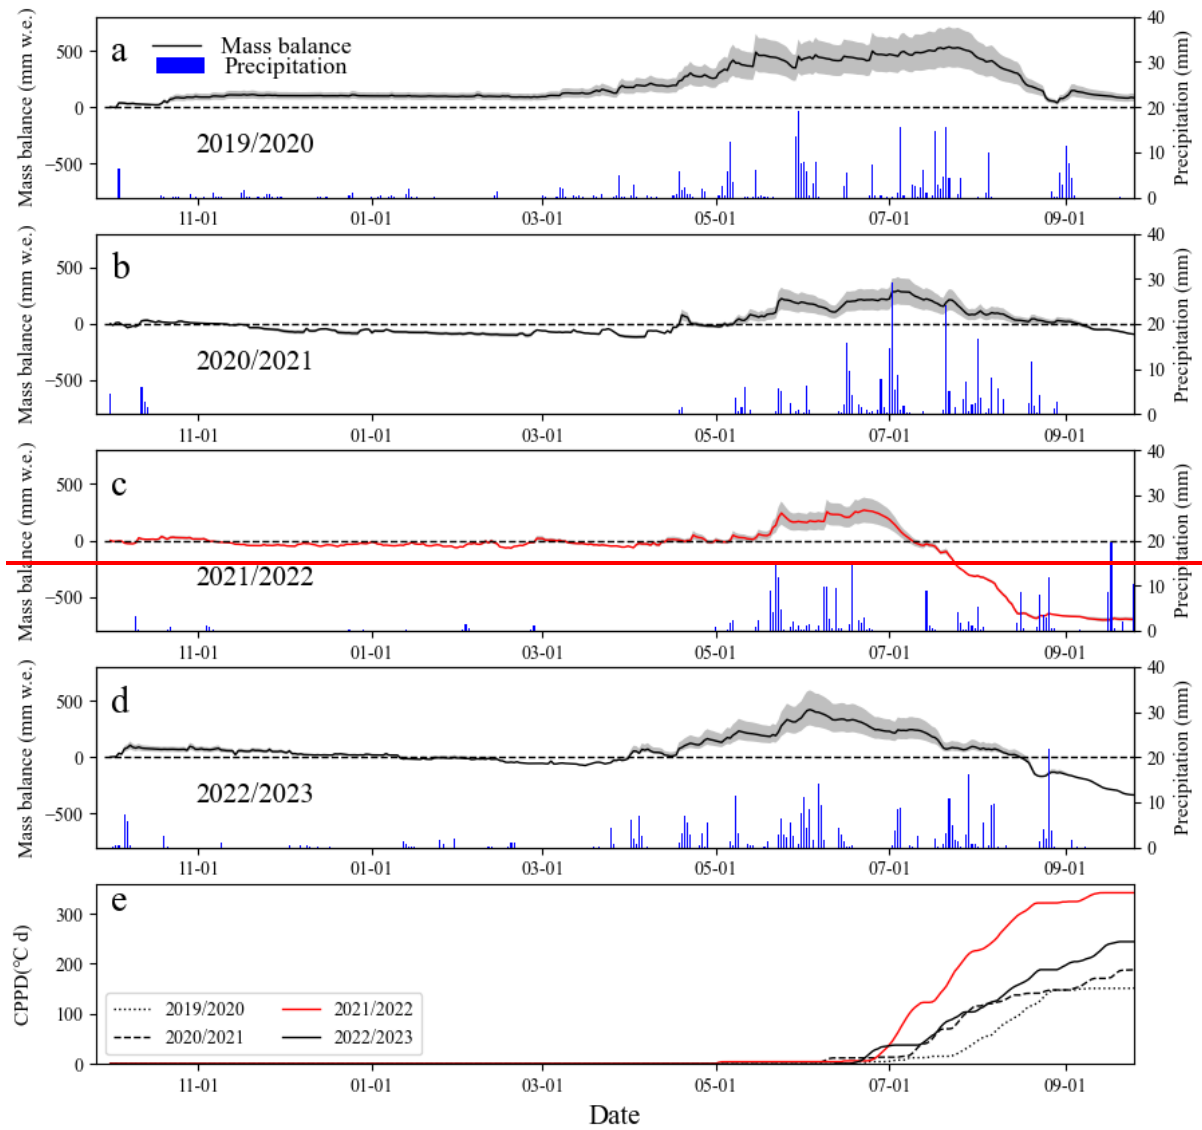 Mass balance (mm w.e.)
500
0
−500
a
Mass balance
Precipitation
2019/2020
40
30
20
10
0
Precipitation (mm)
11-01 01-01 03-01 05-01 07-01 09-01
Mass balance (mm w.e.)
500
0
−500
b
2020/2021
40
30
20
10
0
Precipitation (mm)
11-01 01-01 03-01 05-01 07-01 09-01
Mass balance (mm w.e.)
500
0
−500
c
2021/2022
40
30
20
10
0
Precipitation (mm)
11-01 01-01 03-01 05-01 07-01 09-01
Mass balance (mm w.e.)
500
0
−500
d
2022/2023
40
30
20
10
0
Precipitation (mm)
11-01 01-01 03-01 05-01 07-01 09-01
CPPD(°C d)
300
200
100
0
e
2019/2020 2021/2022
2020/2021 2022/2023
11-01 01-01 03-01 05-01 07-01 09-01
Date